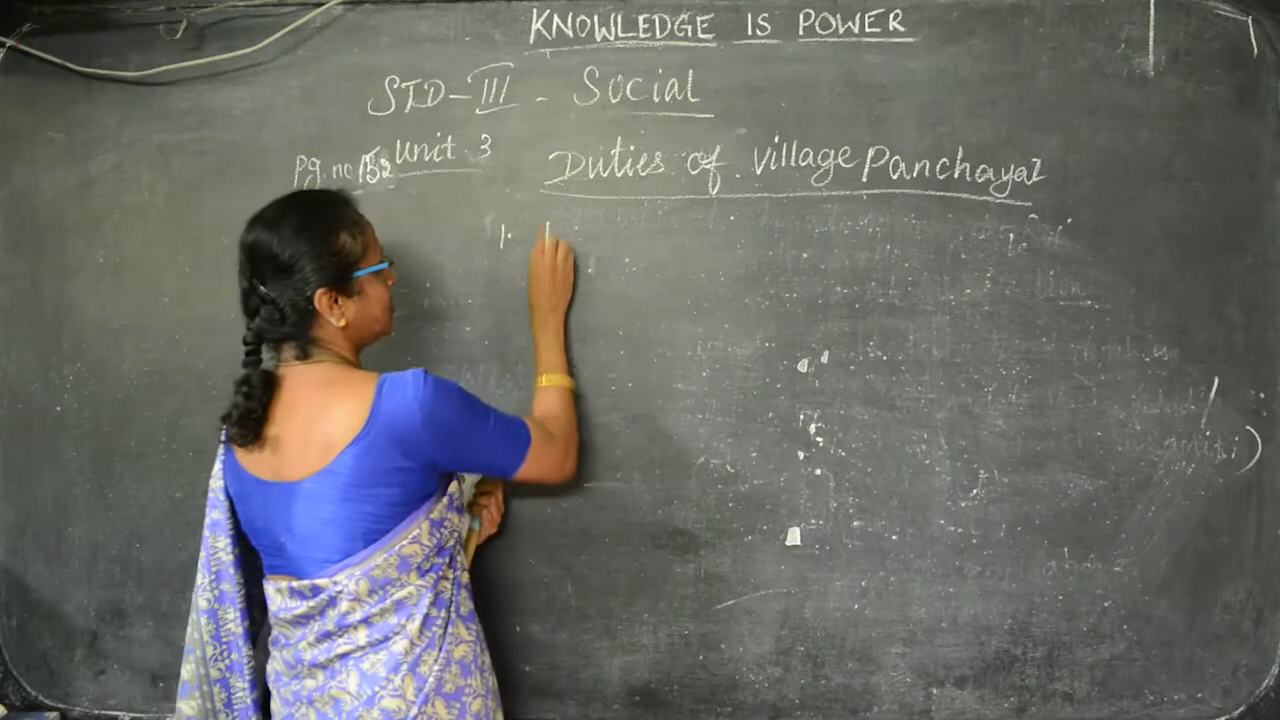 KNOWLEDGE IS POWER
STD-III - Social
Pg. no 152 Unit. 3 Duties of village Panchayat
1.